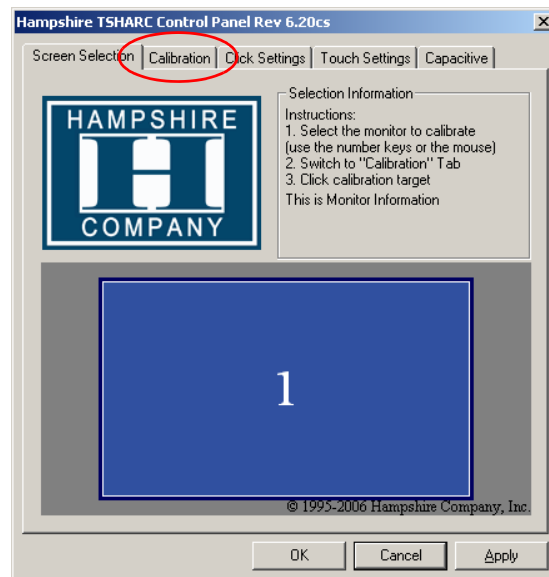 Hampshire TSHARC Control Panel Rev 6.20cs
Screen Selection Calibration Click Settings Touch Settings Capacitive
HAMPSHIRE
COMPANY
Selection Information
Instructions:
1. Select the monitor to calibrate
(use the number keys or the mouse)
2. Switch to "Calibration" Tab
3. Click calibration target
This is Monitor Information
1
© 1995-2006 Hampshire Company, Inc.
OK Cancel Apply